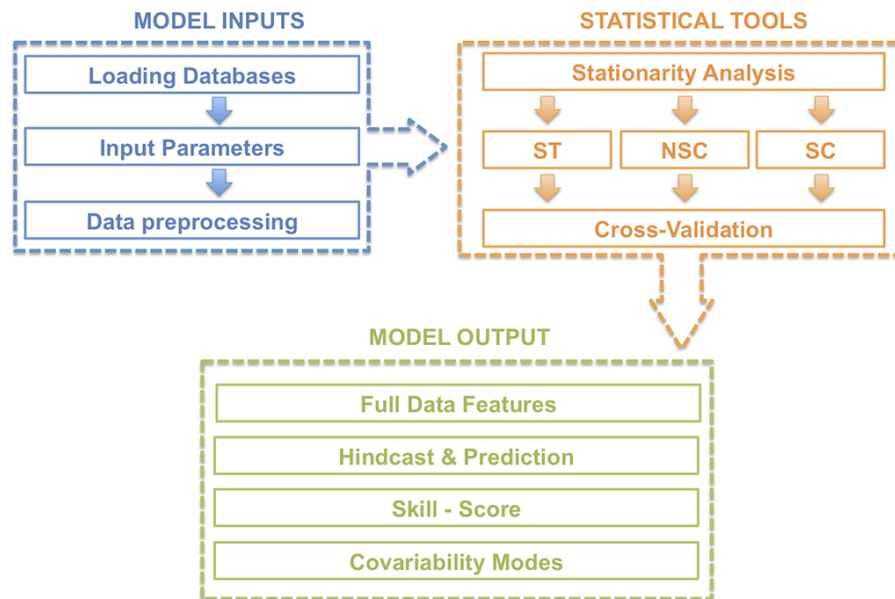 MODEL INPUTS
Loading Databases
Input Parameters
Data preprocessing
STATISTICAL TOOLS
Stationarity Analysis
ST
NSC
SC
Cross-Validation
MODEL OUTPUT
Full Data Features
Hindcast & Prediction
Skill - Score
Covariability Modes